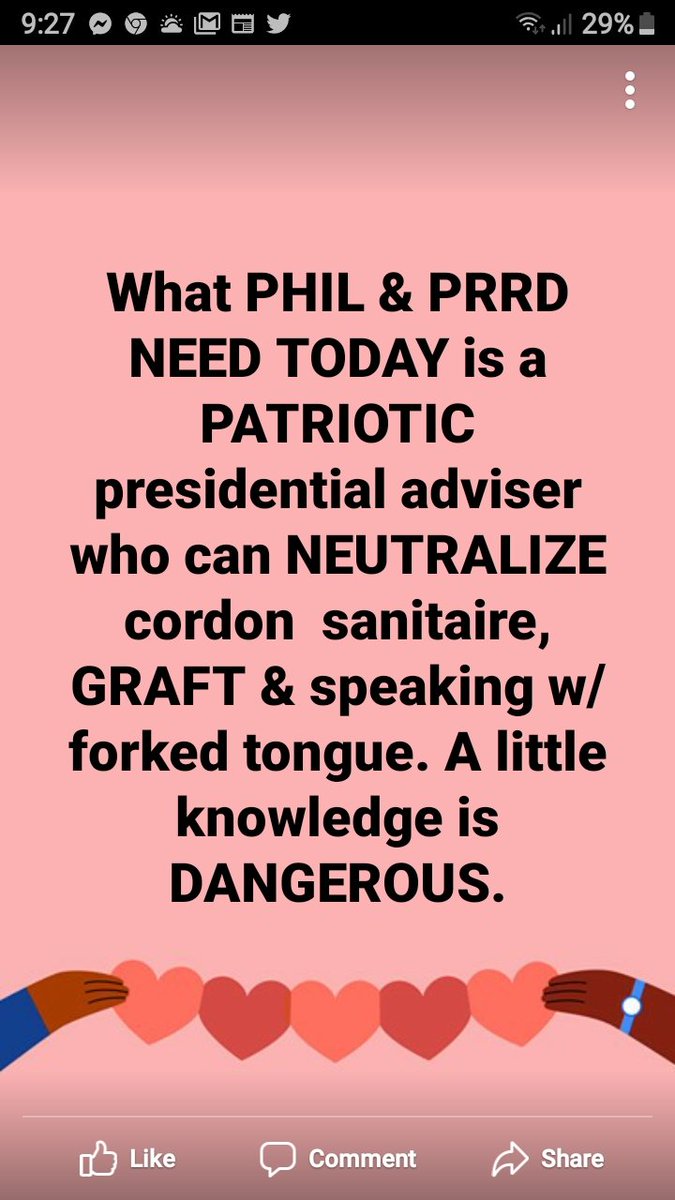 9:27 29%
What PHIL & PRRD
NEED TODAY is a
PATRIOTIC
presidential adviser
who can NEUTRALIZE
cordon  sanitaire,
GRAFT & speaking w/
forked tongue. A little
knowledge is
DANGEROUS.
Like Comment Share